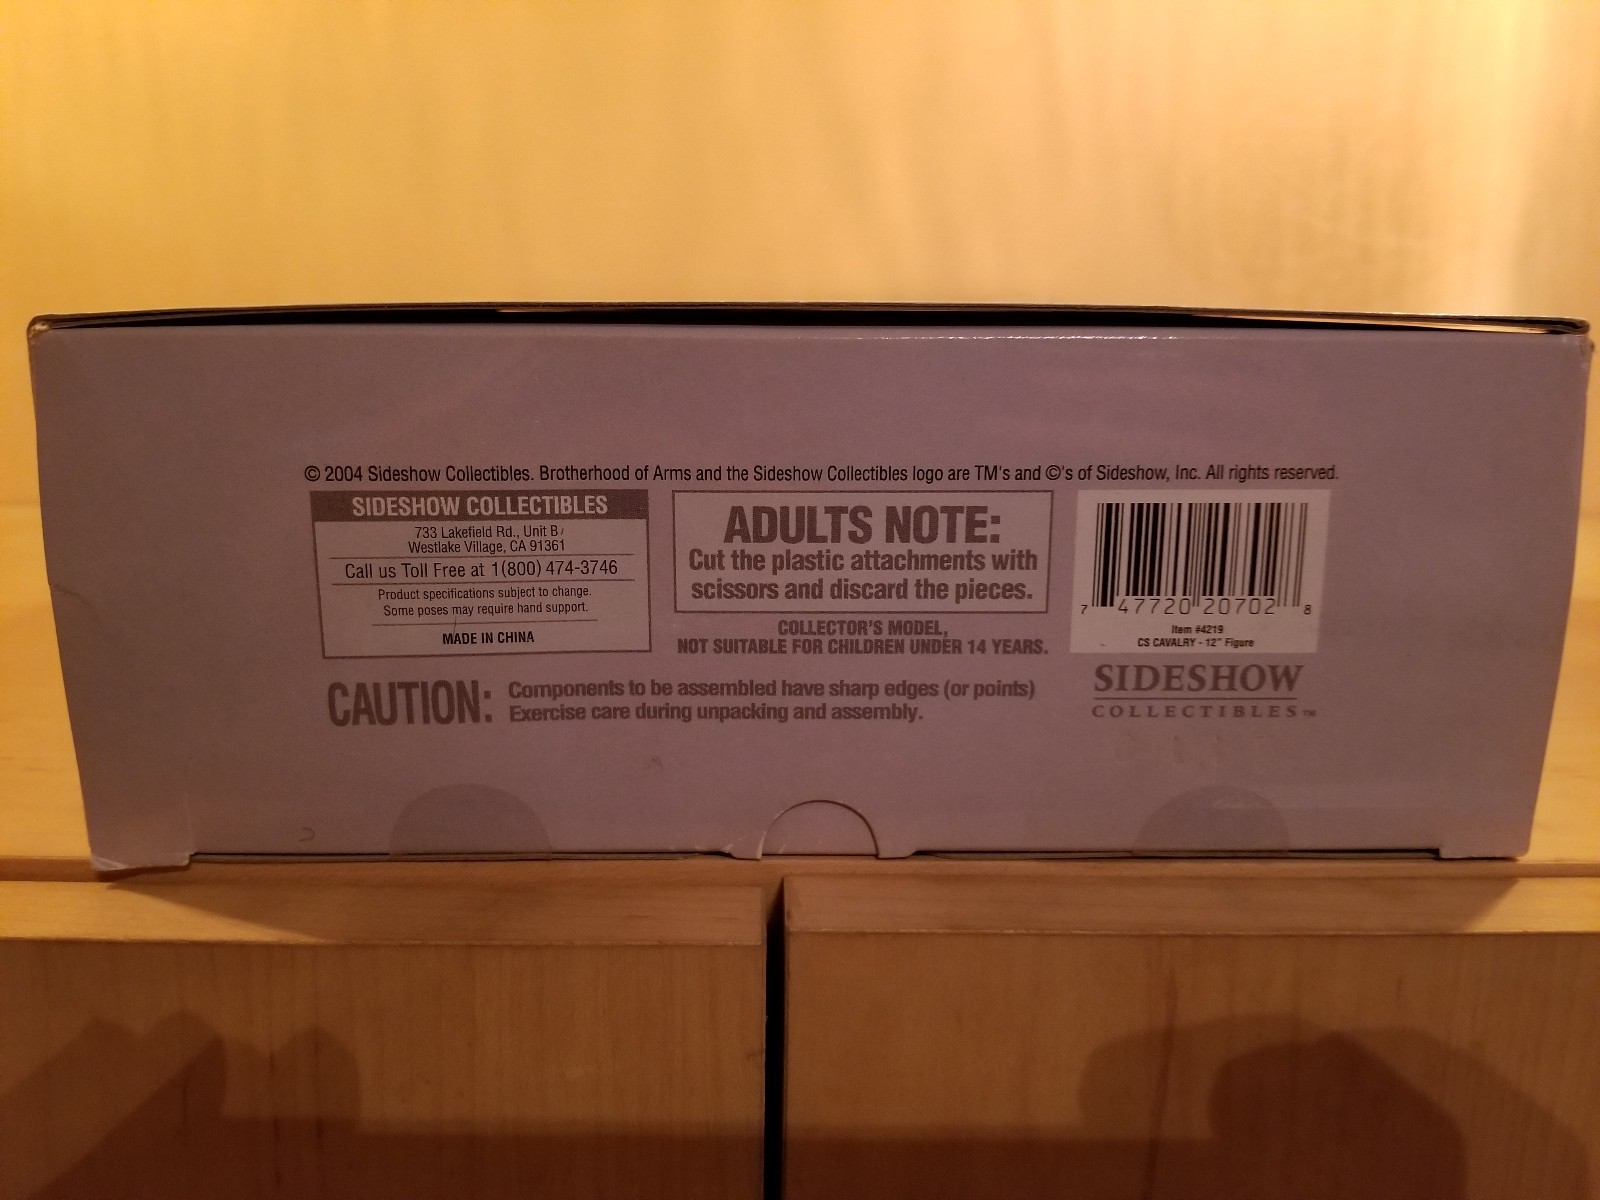 © 2004 Sideshow Collectibles. Brotherhood of Arms and the Sideshow Collectibles logo are TM's and ©'s of Sideshow, Inc. All rights reserved.
SIDESHOW COLLECTIBLES
733 Lakefield Rd., Unit B
Westlake Village, CA 91361
Call us Toll Free at 1(800) 474-3746
Product specifications subject to change.
Some poses may require hand support.
MADE IN CHINA
ADULTS NOTE:
Cut the plastic attachments with
scissors and discard the pieces.
COLLECTOR'S MODEL,
NOT SUITABLE FOR CHILDREN UNDER 14 YEARS.
7 47720 20702 8
Item #4219
CS CAVALRY - 12" Figure
SIDESHOW
COLLECTIBLES™
CAUTION: Components to be assembled have sharp edges (or points)
Exercise care during unpacking and assembly.